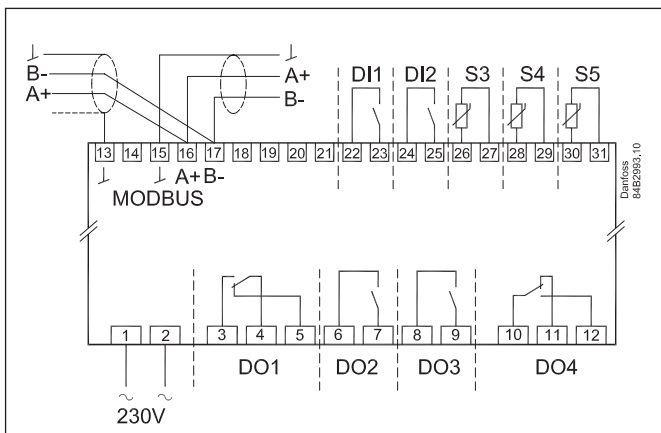 B-
A+
A+
B-
DI1 DI2 S3 S4 S5
13 14 15 16 17 18 19 20 21 22 23 24 25 26 27 28 29 30 31
A+ B-
MODBUS
Danfoss
84B2993.10
1 2 3 4 5 6 7 8 9 10 11 12
DO1 DO2 DO3 DO4
230V